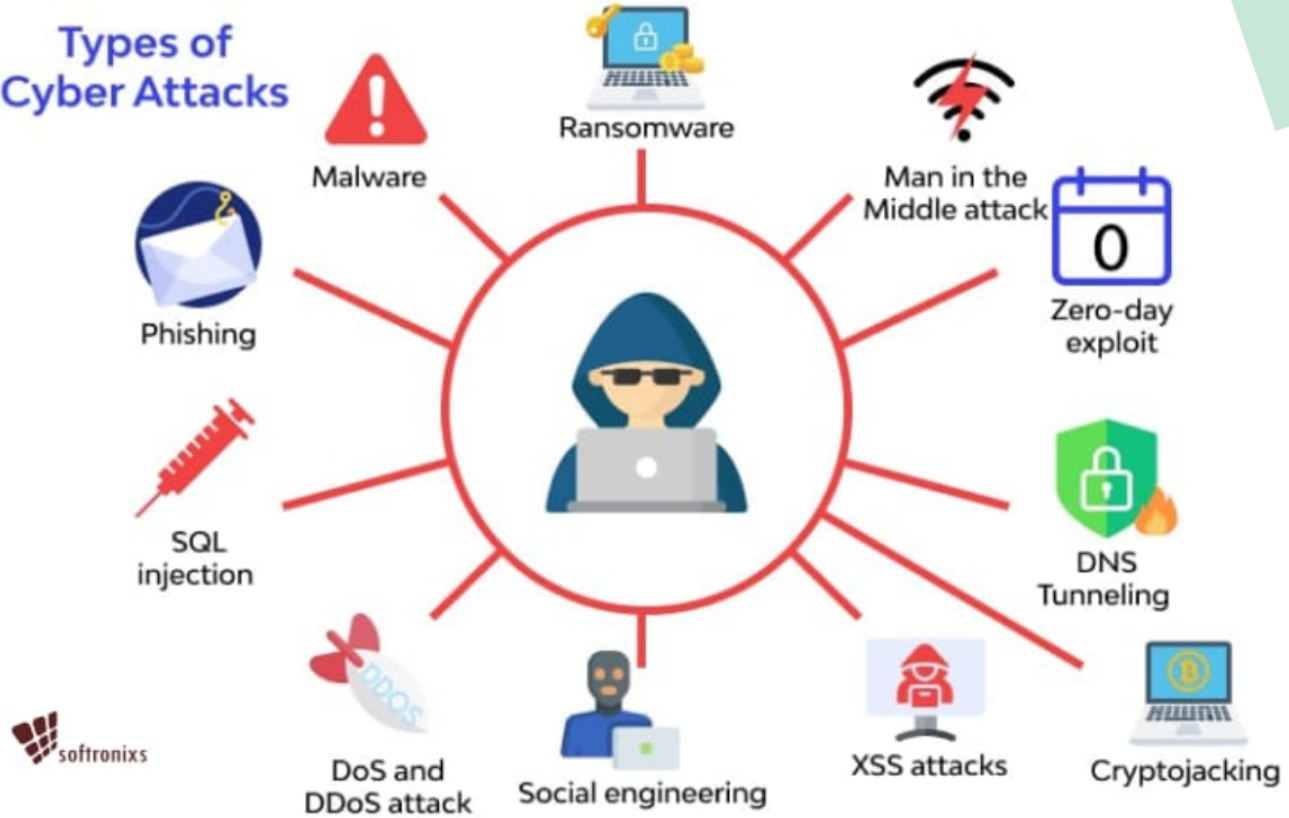 Types of
Cyber Attacks
Ransomware
Malware
Man in the
Middle attack
0
Phishing
Zero-day
exploit
SQL
injection
DNS
Tunneling
DDOS
softronixs
DoS and
DDoS attack
Social engineering
XSS attacks
Cryptojacking